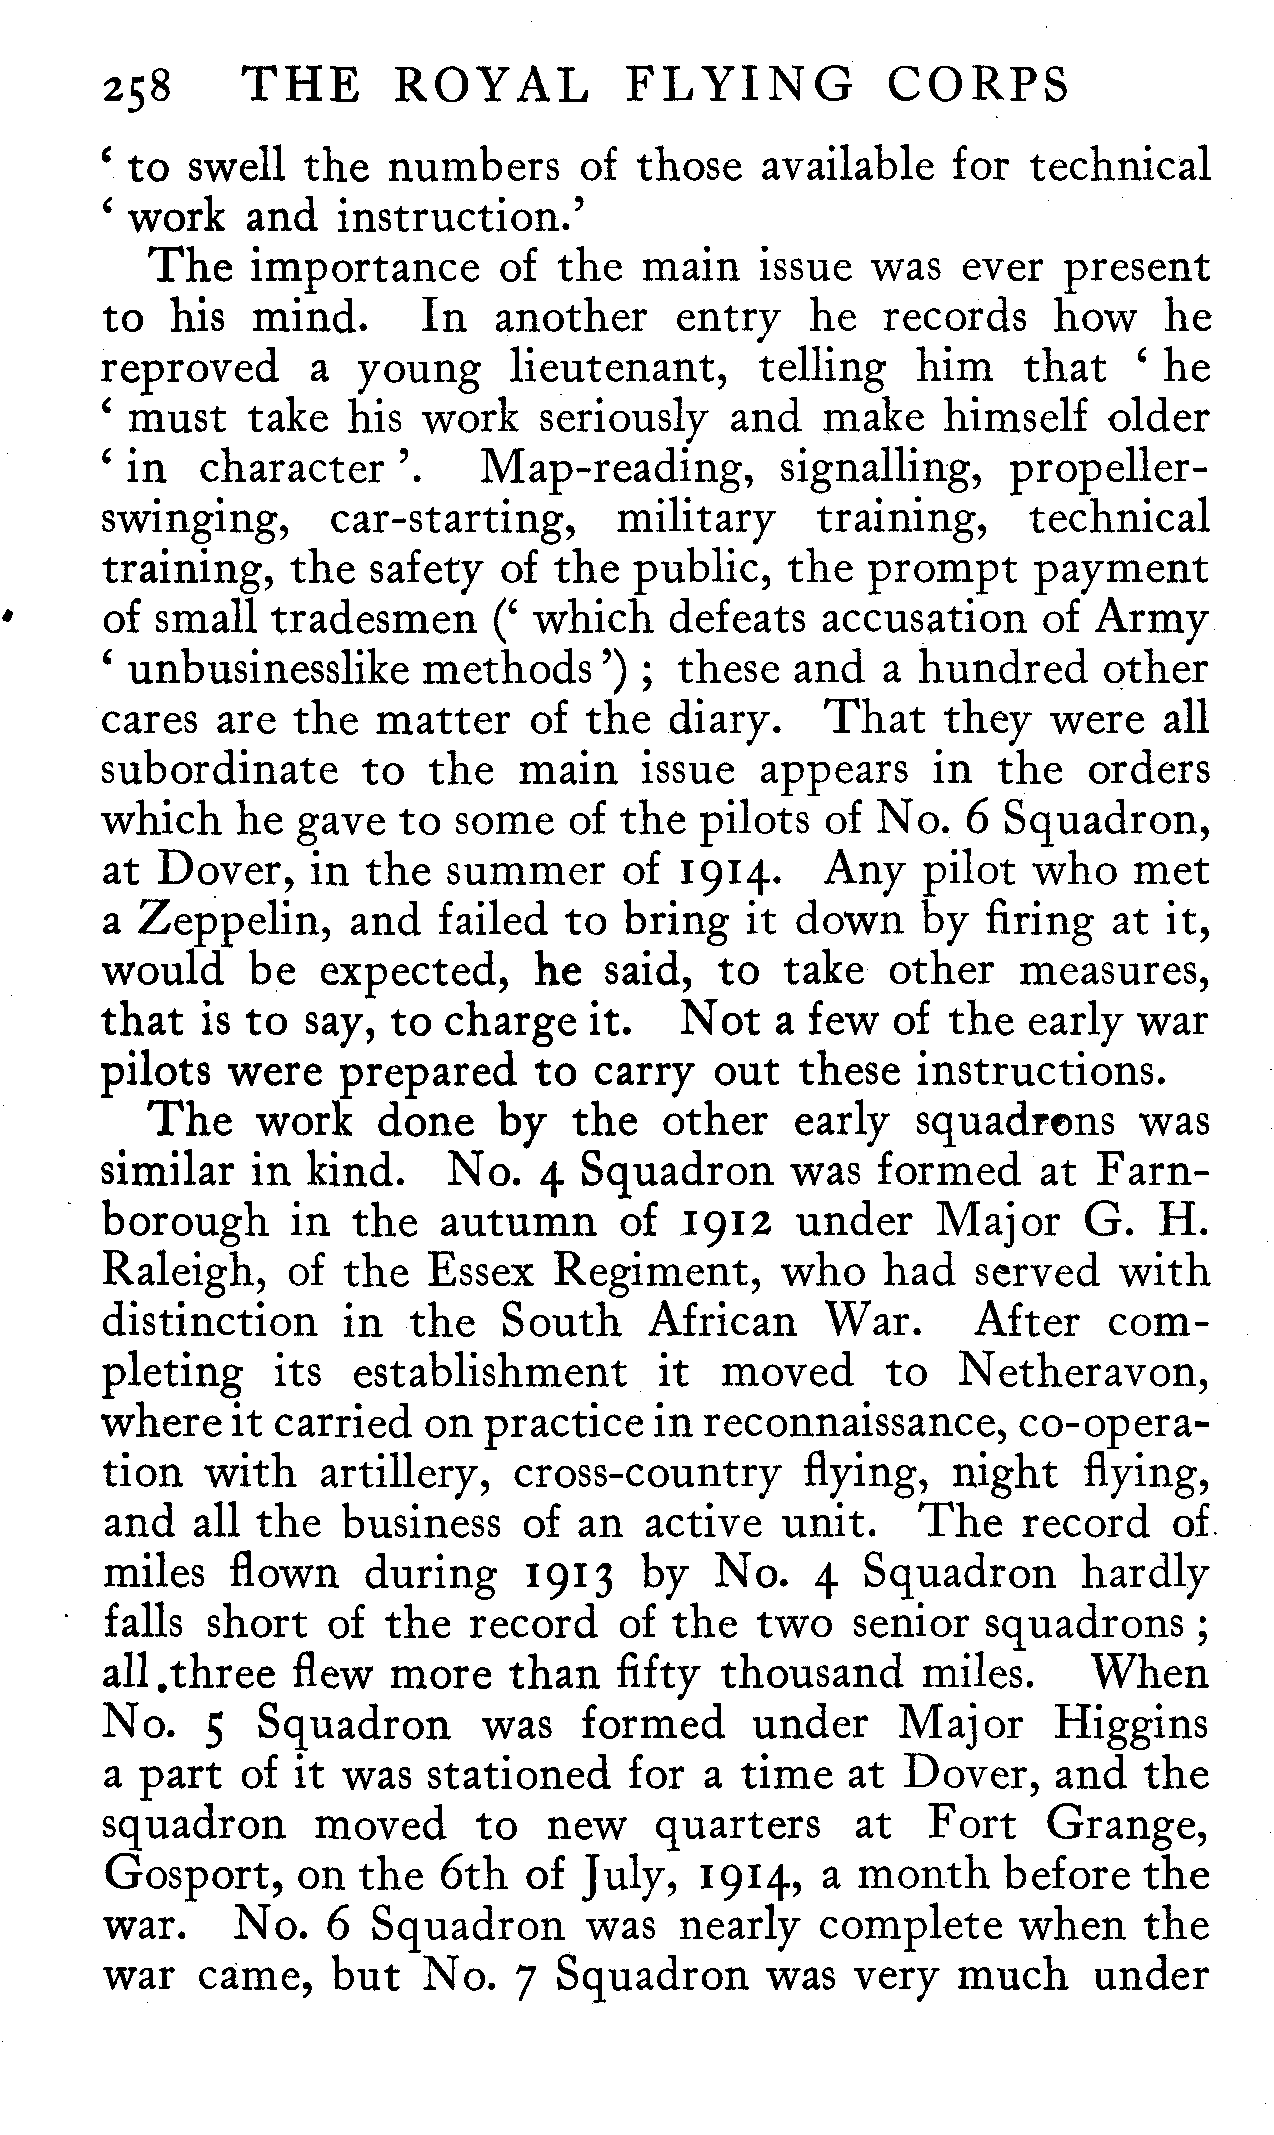 258 THE ROYAL FLYING CORPS
‘ to swell the numbers of those available for technical
‘ work and instruction.’
The importance of the main issue was ever present
to his mind. In another entry he records how he
reproved a young lieutenant, telling him that ‘ he
‘ must take his work seriously and make himself older
‘ in character ’. Map-reading, signalling, propeller-
swinging, car-starting, military training, technical
training, the safety of the public, the prompt payment
of small tradesmen (‘ which defeats accusation of Army
‘ unbusinesslike methods ’) ; these and a hundred other
cares are the matter of the diary. That they were all
subordinate to the main issue appears in the orders
which he gave to some of the pilots of No. 6 Squadron,
at Dover, in the summer of 1914. Any pilot who met
a Zeppelin, and failed to bring it down by firing at it,
would be expected, he said, to take other measures,
that is to say, to charge it. Not a few of the early war
pilots were prepared to carry out these instructions.
The work done by the other early squadrons was
similar in kind. No. 4 Squadron was formed at Farn-
borough in the autumn of 1912 under Major G. H.
Raleigh, of the Essex Regiment, who had served with
distinction in the South African War. After com-
pleting its establishment it moved to Netheravon,
where it carried on practice in reconnaissance, co-opera-
tion with artillery, cross-country flying, night flying,
and all the business of an active unit. The record of
miles flown during 1913 by No. 4 Squadron hardly
falls short of the record of the two senior squadrons ;
all three flew more than fifty thousand miles. When
No. 5 Squadron was formed under Major Higgins
a part of it was stationed for a time at Dover, and the
squadron moved to new quarters at Fort Grange,
Gosport, on the 6th of July, 1914, a month before the
war. No. 6 Squadron was nearly complete when the
war came, but No. 7 Squadron was very much under